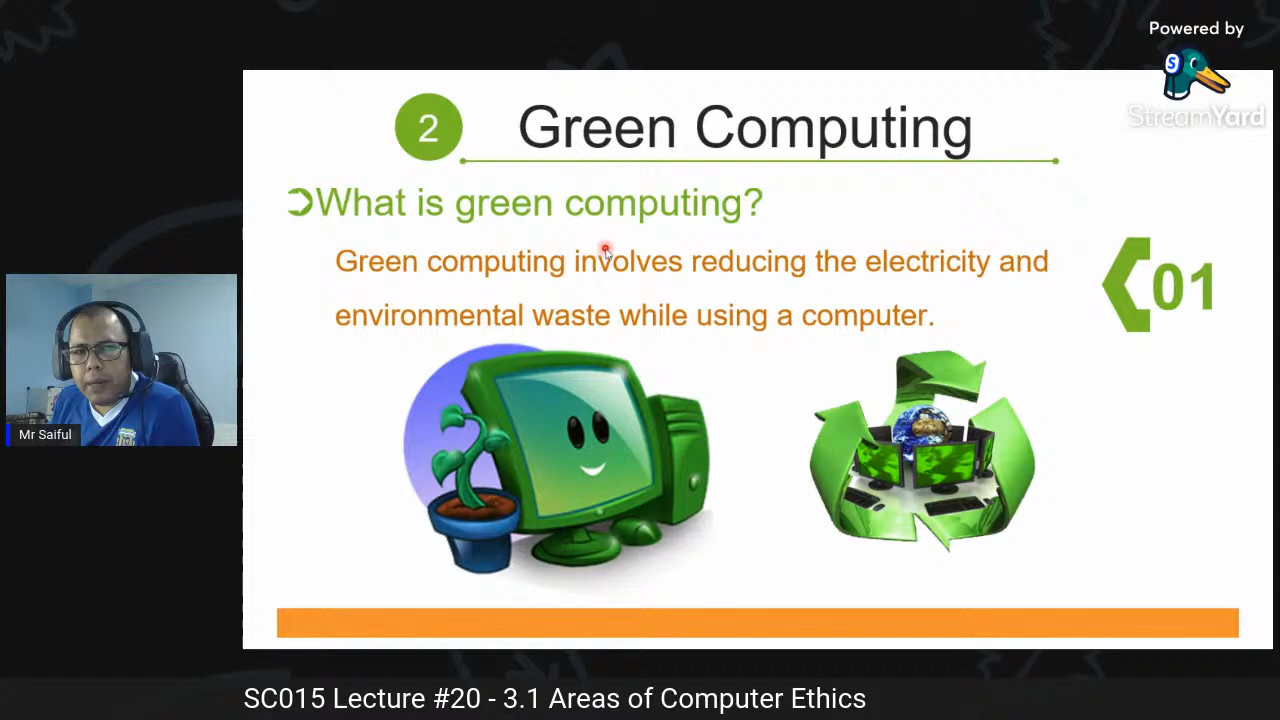 Powered by
S
StreamYard
2 Green Computing
What is green computing?
Green computing involves reducing the electricity and
environmental waste while using a computer.
01
Mr Saiful
SC015 Lecture #20 - 3.1 Areas of Computer Ethics